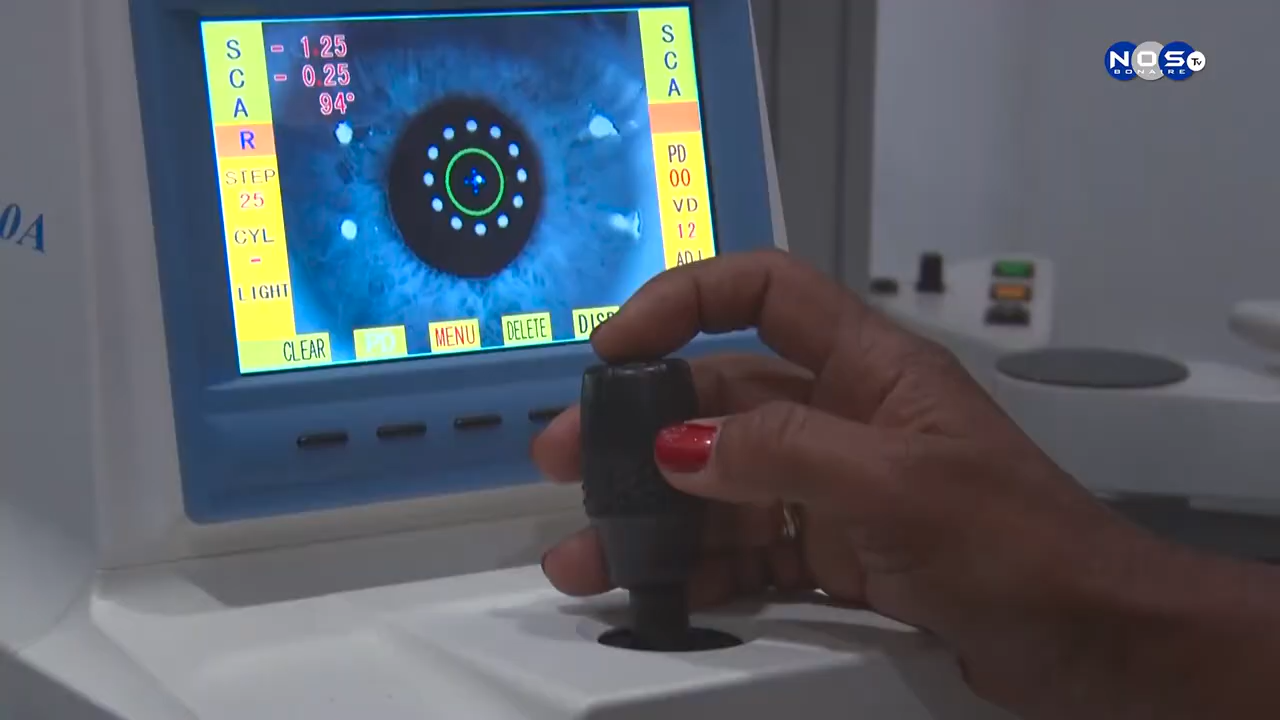 S - 1.25
C - 0.25
A 94°
R
STEP
25
CYL
-
LIGHT
CLEAR
PD
MENU
DELETE
S
C
A
PD
00
VD
12
NOS TV
BONAIRE
0A